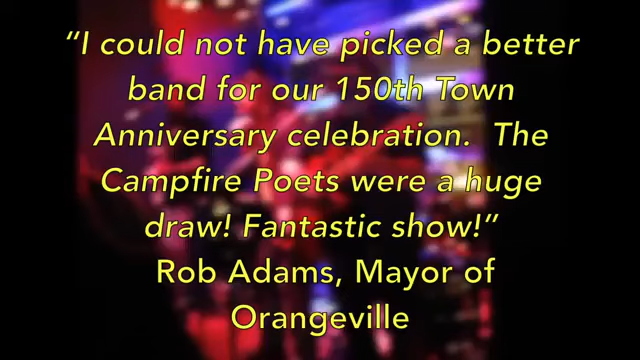 “I could not have picked a better
band for our 150th Town
Anniversary celebration.  The
Campfire Poets were a huge
draw! Fantastic show!”
Rob Adams, Mayor of
Orangeville